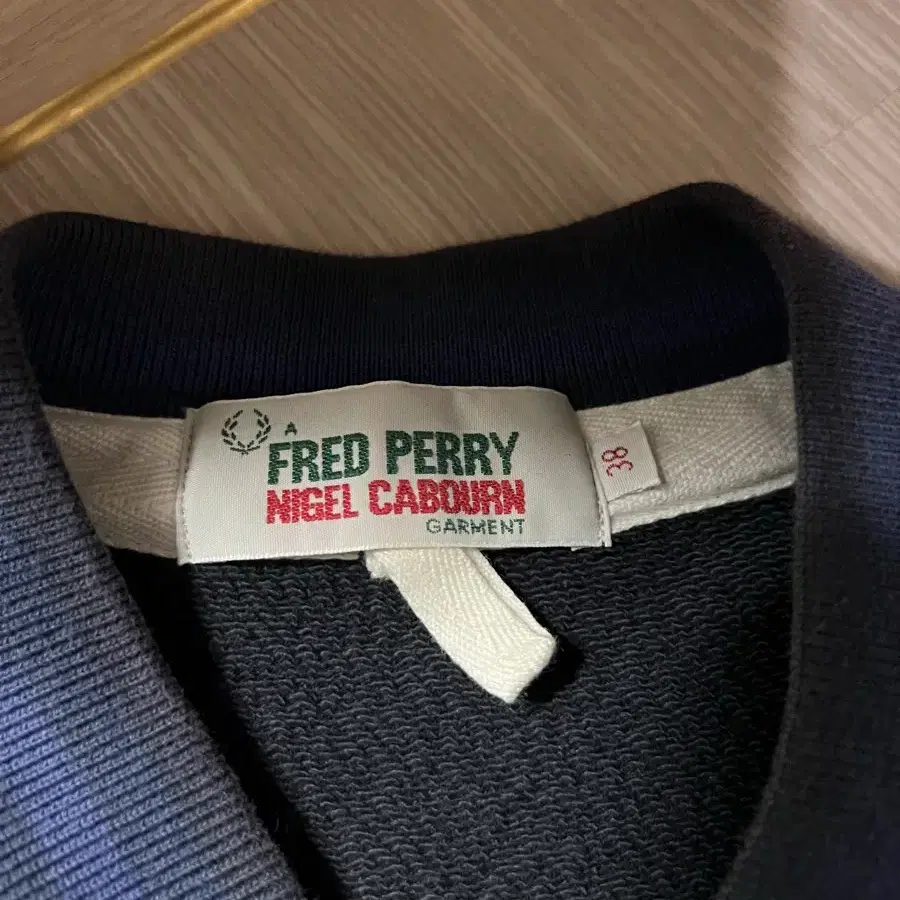 A
FRED PERRY
NIGEL CABOURN
GARMENT
38